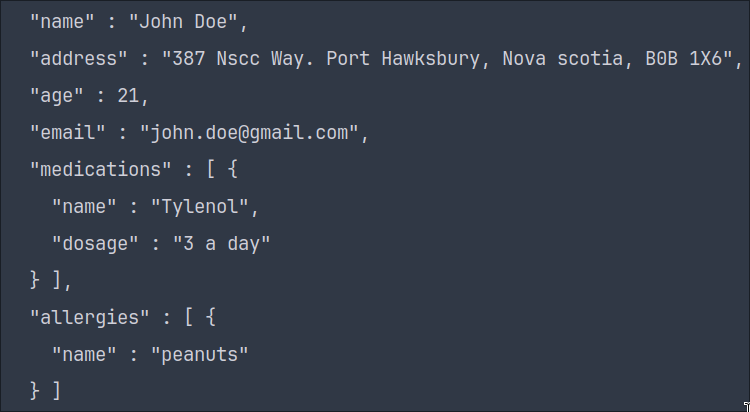 "name" : "John Doe",
"address" : "387 Nscc Way. Port Hawksbury, Nova scotia, B0B 1X6",
"age" : 21,
"email" : "john.doe@gmail.com",
"medications" : [ {
"name" : "Tylenol",
"dosage" : "3 a day"
} ],
"allergies" : [ {
"name" : "peanuts"
} ]